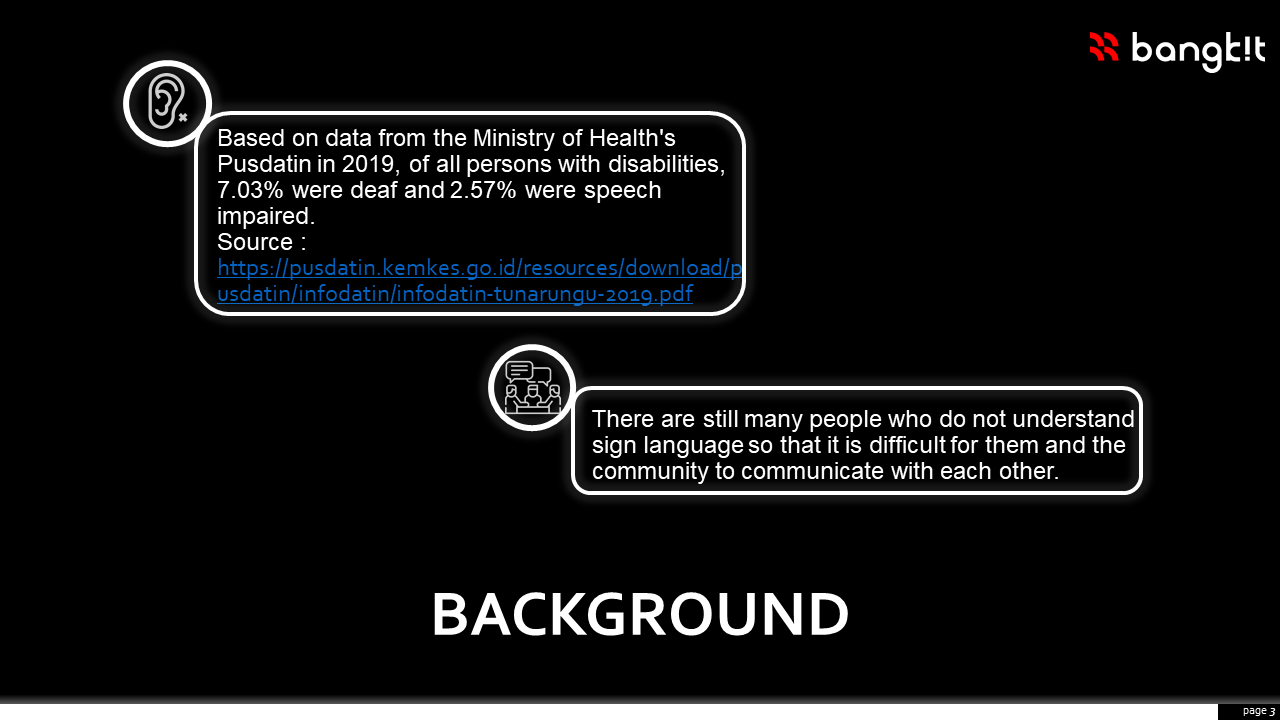 bangk!t
Based on data from the Ministry of Health's
Pusdatin in 2019, of all persons with disabilities,
7.03% were deaf and 2.57% were speech
impaired.
Source :
https://pusdatin.kemkes.go.id/resources/download/p
usdatin/infodatin/infodatin-tunarungu-2019.pdf
There are still many people who do not understand
sign language so that it is difficult for them and the
community to communicate with each other.
BACKGROUND
page 3